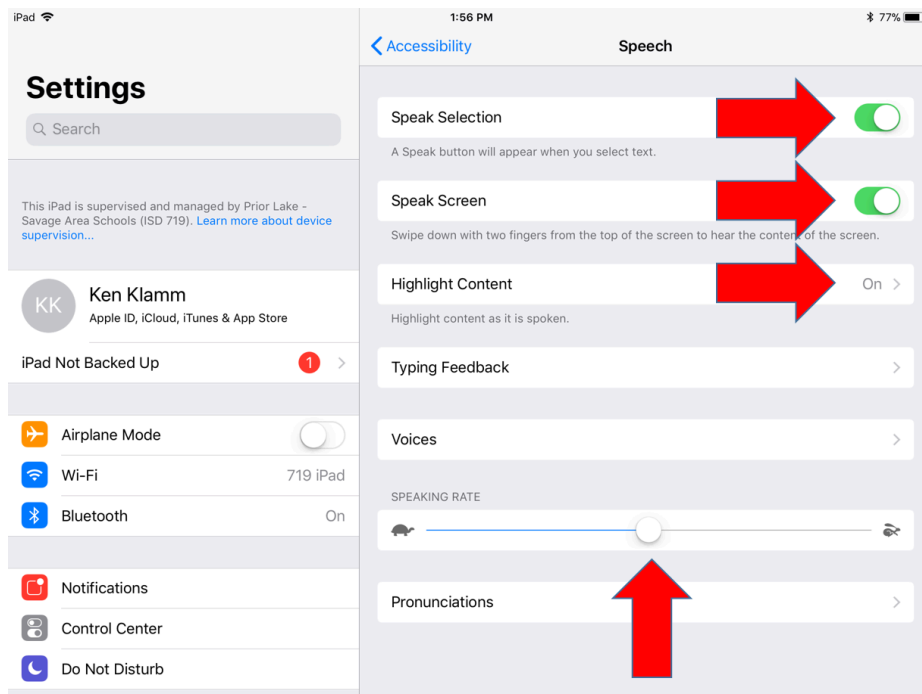 iPad
1:56 PM
77%
Settings
Search
This iPad is supervised and managed by Prior Lake -
Savage Area Schools (ISD 719). Learn more about device
supervision...
KK
Ken Klamm
Apple ID, iCloud, iTunes & App Store
iPad Not Backed Up
1
Airplane Mode
Wi-Fi
719 iPad
Bluetooth
On
Notifications
Control Center
Do Not Disturb
Accessibility
Speech
Speak Selection
A Speak button will appear when you select text.
Speak Screen
Swipe down with two fingers from the top of the screen to hear the content of the screen.
Highlight Content
On
Highlight content as it is spoken.
Typing Feedback
Voices
SPEAKING RATE
Pronunciations